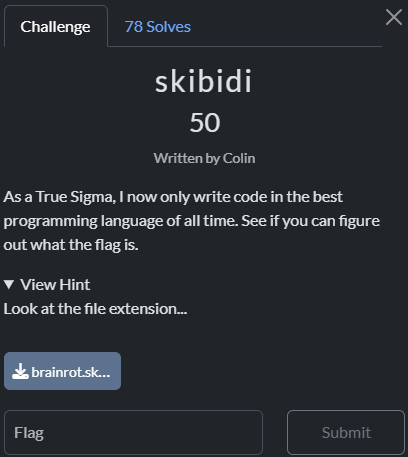 Challenge
78 Solves
skibidi
50
Written by Colin
As a True Sigma, I now only write code in the best
programming language of all time. See if you can figure
out what the flag is.
▼ View Hint
Look at the file extension...
brainrot.sk...
Flag
Submit